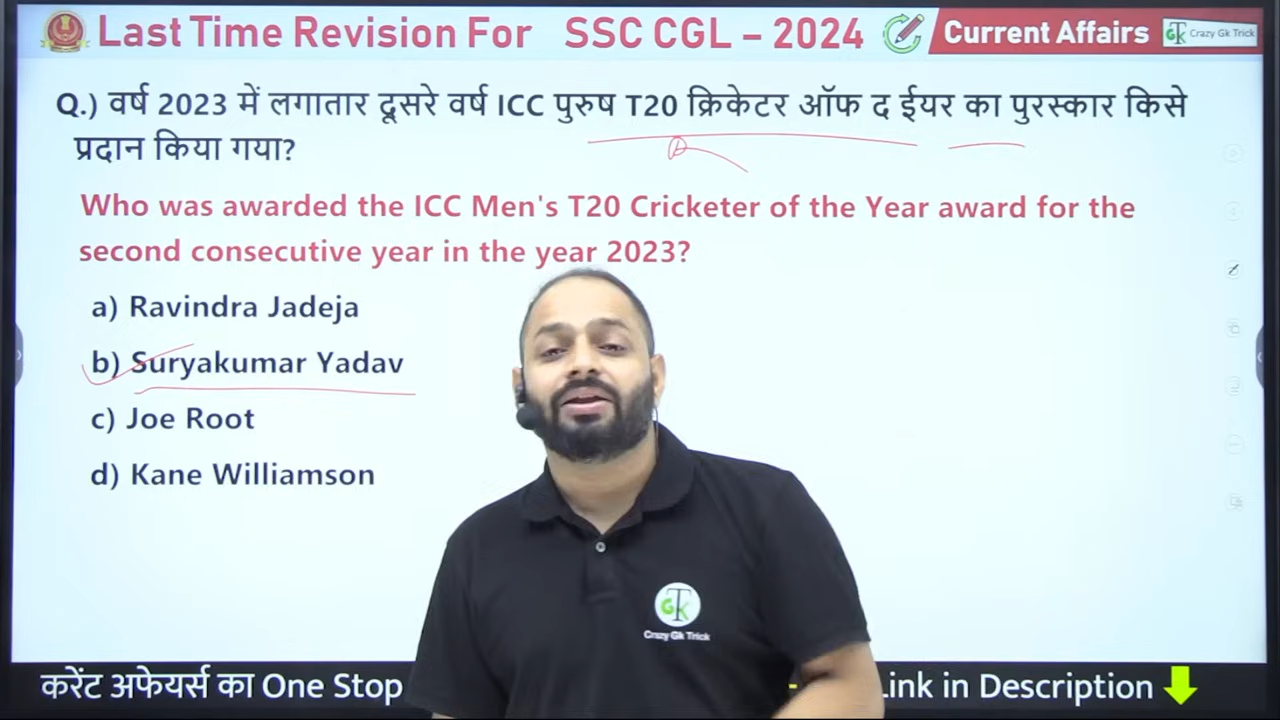 Last Time Revision For SSC CGL – 2024
Current Affairs
GTK Crazy Gk Trick
Q.) वर्ष 2023 में लगातार दूसरे वर्ष ICC पुरुष T20 क्रिकेटर ऑफ द ईयर का पुरस्कार किसे
प्रदान किया गया?
Who was awarded the ICC Men's T20 Cricketer of the Year award for the
second consecutive year in the year 2023?
a) Ravindra Jadeja
b) Suryakumar Yadav
c) Joe Root
d) Kane Williamson
GTK
Crazy Gk Trick
करेंट अफेयर्स का One Stop
Link in Description